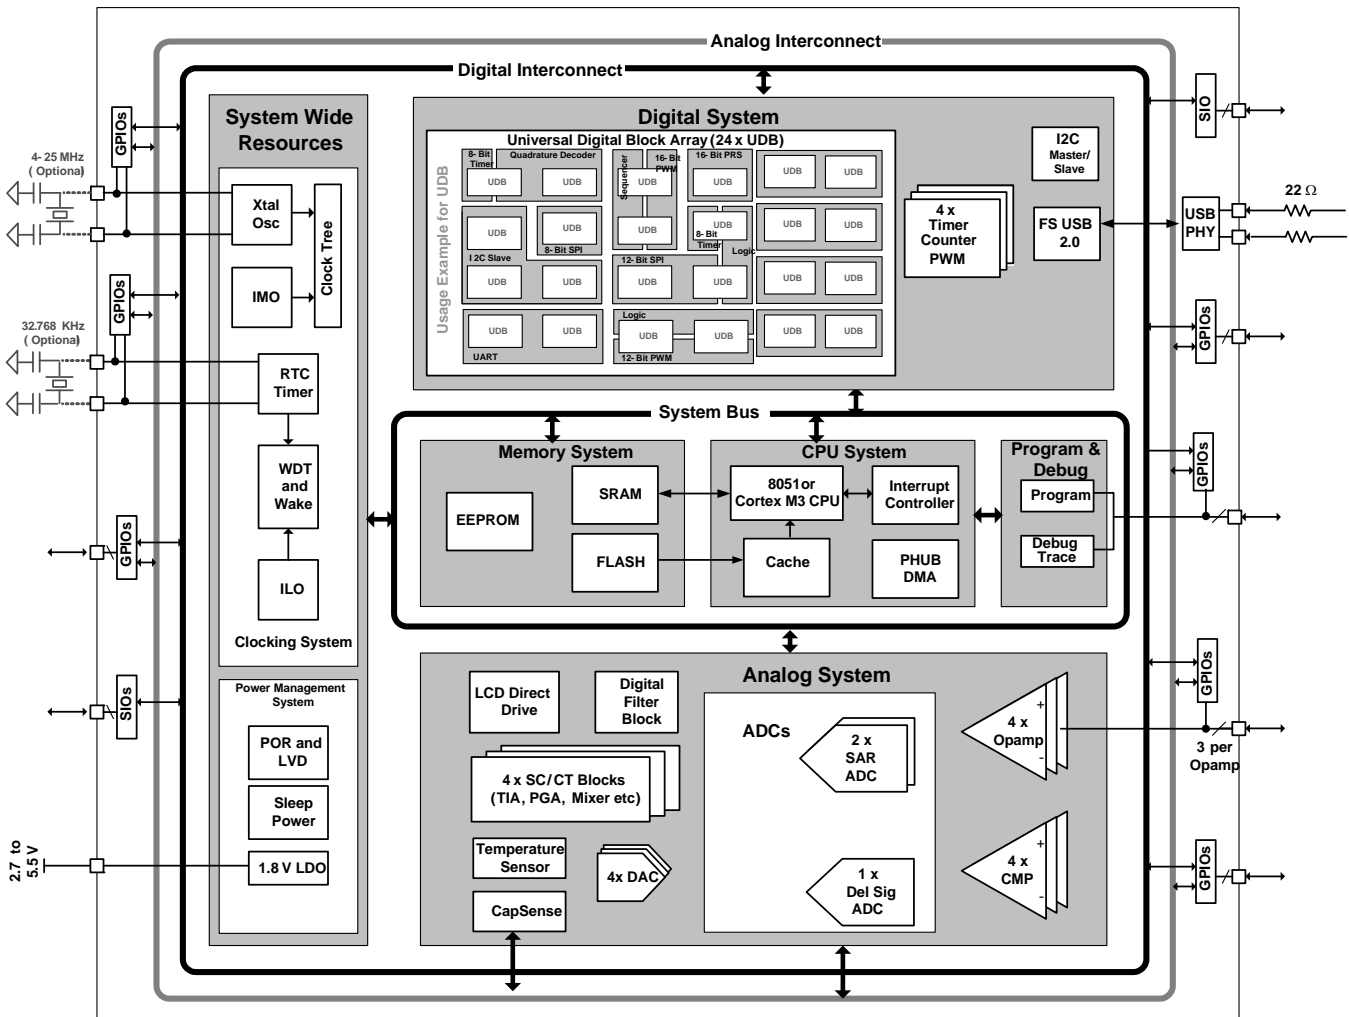 Analog Interconnect
Digital Interconnect
System Wide
Resources
Xtal
Osc
Clock Tree
IMO
RTC
Timer
WDT
and
Wake
ILO
Clocking System
Power Management
System
POR and
LVD
Sleep
Power
1.8 V LDO
GPIOs
4- 25 MHz
( Optional)
GPIOs
32.768 KHz
( Optional)
GPIOs
SIOs
2.7 to
5.5 V
Digital System
Universal Digital Block Array (24 x UDB)
Usage Example for UDB
8- Bit
Timer
Quadrature Decoder
Sequencer
16- Bit
PWM
16- Bit PRS
UDB
UDB
UDB
UDB
UDB
UDB
UDB
UDB
UDB
UDB
8- Bit
Timer
Logic
UDB
UDB
I2C Slave
8- Bit SPI
12- Bit SPI
UDB
UDB
UDB
UDB
UDB
UDB
Logic
UDB
UDB
UDB
UDB
UDB
UDB
UART
12- Bit PWM
4 x
Timer
Counter
PWM
I2C
Master/
Slave
FS USB
2.0
System Bus
Memory System
EEPROM
SRAM
FLASH
CPU System
8051 or
Cortex M3 CPU
Interrupt
Controller
Cache
PHUB
DMA
Program &
Debug
Program
Debug
Trace
Analog System
LCD Direct
Drive
Digital
Filter
Block
4 x SC/CT Blocks
(TIA, PGA, Mixer etc)
Temperature
Sensor
4x DAC
CapSense
ADCs
2 x
SAR
ADC
1 x
Del Sig
ADC
4 x
Opamp
+
-
4 x
CMP
+
-
SIO
USB
PHY
22 Ω
GPIOs
GPIOs
GPIOs
3 per
Opamp
GPIOs